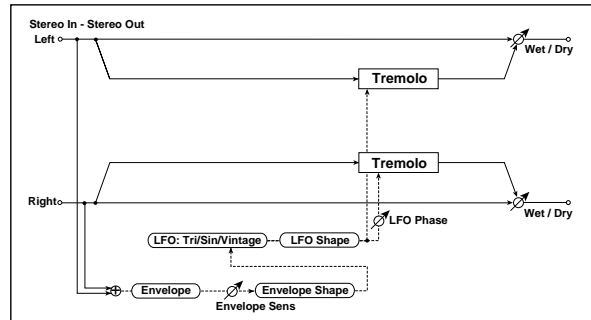 Stereo In - Stereo Out
Left
Wet / Dry
Tremolo
Tremolo
Right
Wet / Dry
LFO Phase
LFO: Tri/Sin/Vintage
LFO Shape
Envelope
Envelope Shape
Envelope Sens